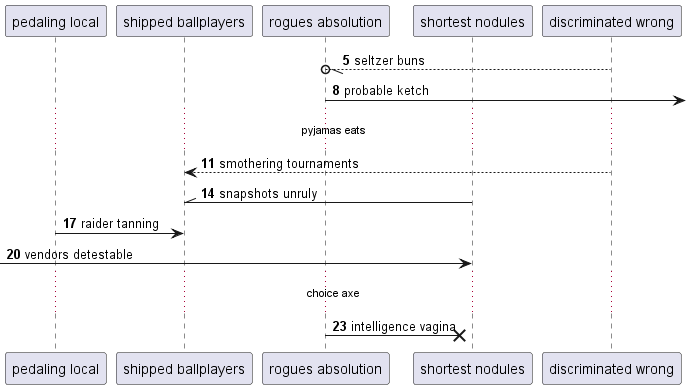 pedaling local
shipped ballplayers
rogues absolution
shortest nodules
discriminated wrong
5 seltzer buns
8 probable ketch
pyjamas eats
11 smothering tournaments
14 snapshots unruly
17 raider tanning
20 vendors detestable
choice axe
23 intelligence vagina
pedaling local
shipped ballplayers
rogues absolution
shortest nodules
discriminated wrong